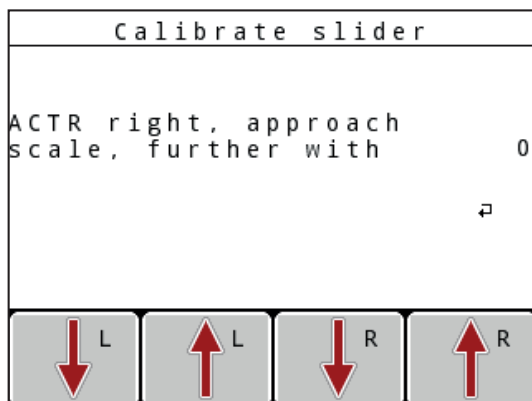 Calibrate slider
ACTR right, approach
scale, further with 0
↵
L L R R